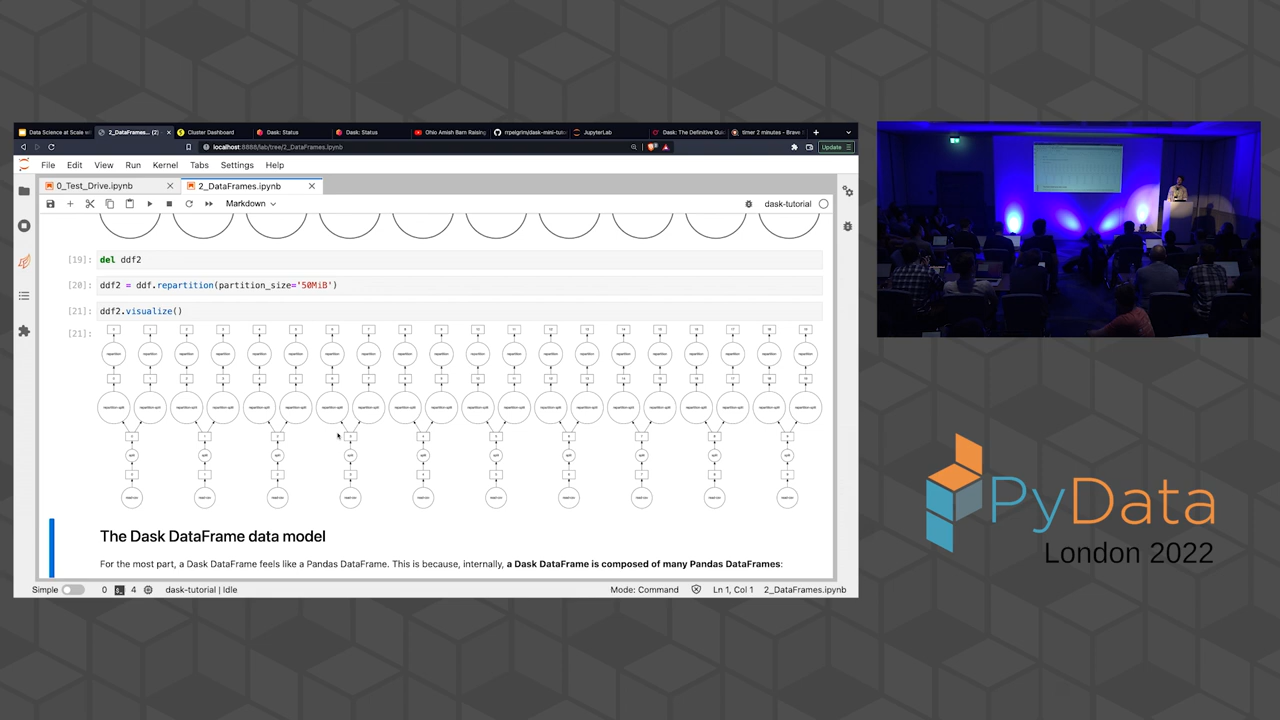 Data Science at Scale wi
2_DataFrames... (2)
Cluster Dashboard
Dask: Status
Dask: Status
Ohio Amish Barn Raising
rrpelgrim/dask-mini-tuto
JupyterLab
Dask: The Definitive Gui
timer 2 minutes - Brave
localhost:8888/lab/tree/2_DataFrames.ipynb
Update
File Edit View Run Kernel Tabs Settings Help
0_Test_Drive.ipynb
2_DataFrames.ipynb
Markdown
dask-tutorial
[19]: del ddf2
[20]: ddf2 = ddf.repartition(partition_size='50MiB')
[21]: ddf2.visualize()
[21]:
The Dask DataFrame data model
For the most part, a Dask DataFrame feels like a Pandas DataFrame. This is because, internally, a Dask DataFrame is composed of many Pandas DataFrames:
Simple 0 4 dask-tutorial | Idle Mode: Command Ln 1, Col 1 2_DataFrames.ipynb
PyData
London 2022